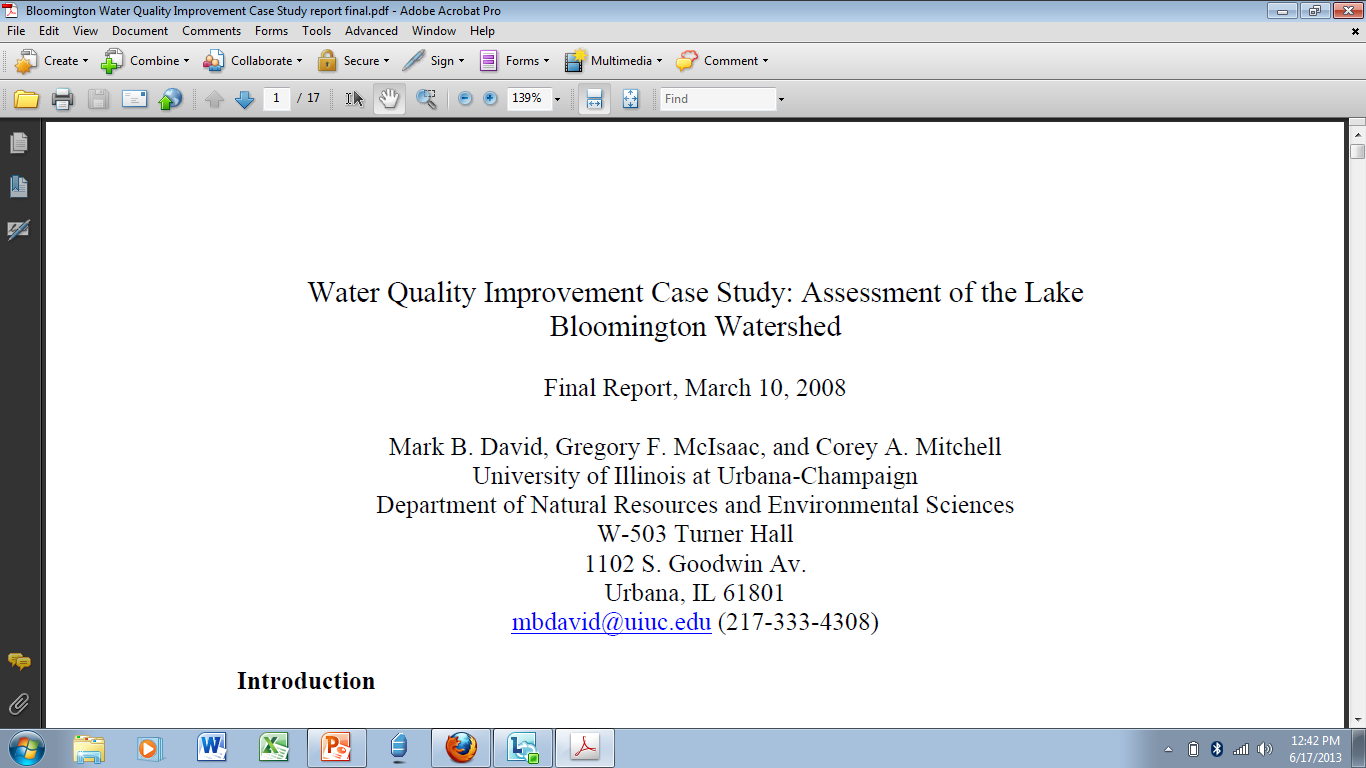 Bloomington Water Quality Improvement Case Study report final.pdf - Adobe Acrobat Pro
File Edit View Document Comments Forms Tools Advanced Window Help
Create Combine Collaborate Secure Sign Forms Multimedia Comment
1 / 17 139% Find
Water Quality Improvement Case Study: Assessment of the Lake
Bloomington Watershed
Final Report, March 10, 2008
Mark B. David, Gregory F. McIsaac, and Corey A. Mitchell
University of Illinois at Urbana-Champaign
Department of Natural Resources and Environmental Sciences
W-503 Turner Hall
1102 S. Goodwin Av.
Urbana, IL 61801
mbdavid@uiuc.edu (217-333-4308)
Introduction
12:42 PM
6/17/2013